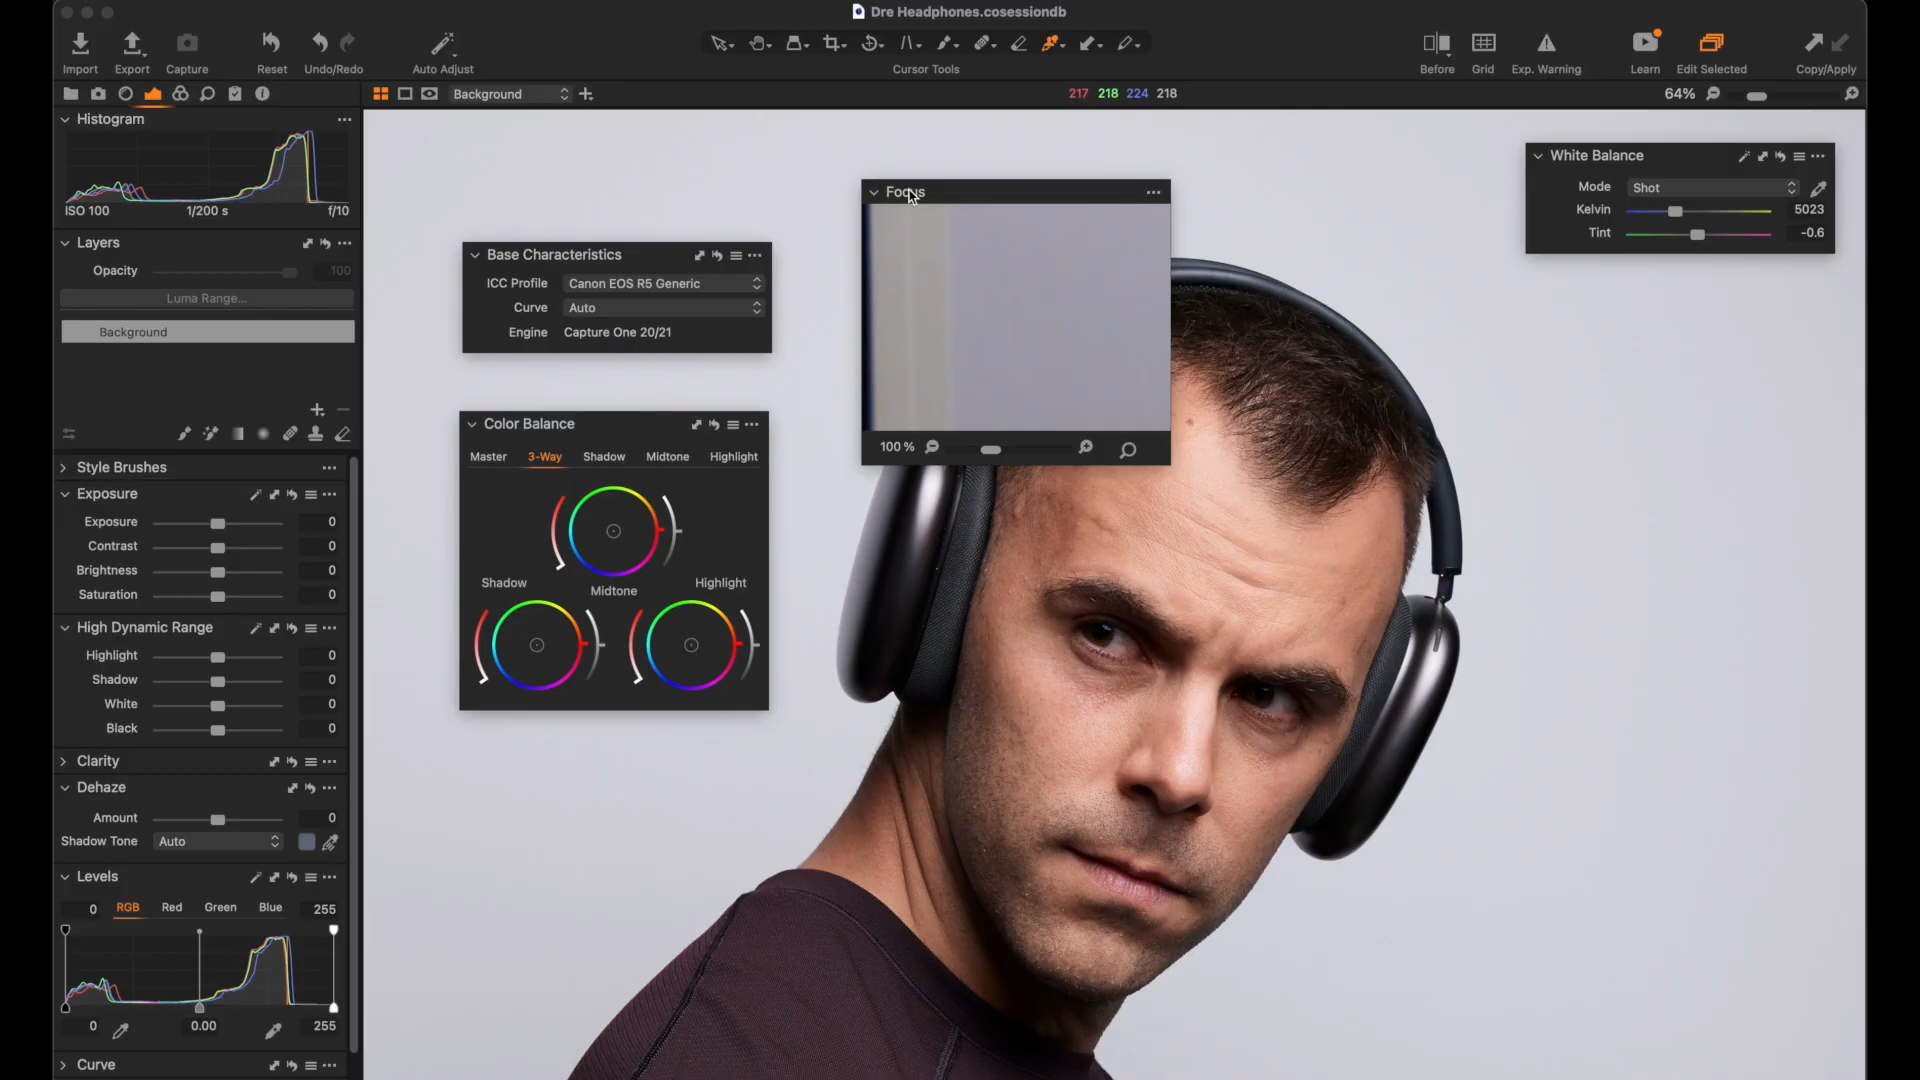 Dre Headphones.cosessiondb
Import Export Capture Reset Undo/Redo Auto Adjust Cursor Tools Before Grid Exp. Warning Learn Edit Selected Copy/Apply
Background 217 218 224 218 64%
Histogram
ISO 100 1/200 s f/10
Layers
Opacity 100
Luma Range...
Background
Style Brushes
Exposure
Exposure 0
Contrast 0
Brightness 0
Saturation 0
High Dynamic Range
Highlight 0
Shadow 0
White 0
Black 0
Clarity
Dehaze
Amount 0
Shadow Tone Auto
Levels
0 RGB Red Green Blue 255
0 0.00 255
Curve
Base Characteristics
ICC Profile Canon EOS R5 Generic
Curve Auto
Engine Capture One 20/21
Color Balance
Master 3-Way Shadow Midtone Highlight
Shadow Midtone Highlight
Focus
100 %
White Balance
Mode Shot
Kelvin 5023
Tint -0.6